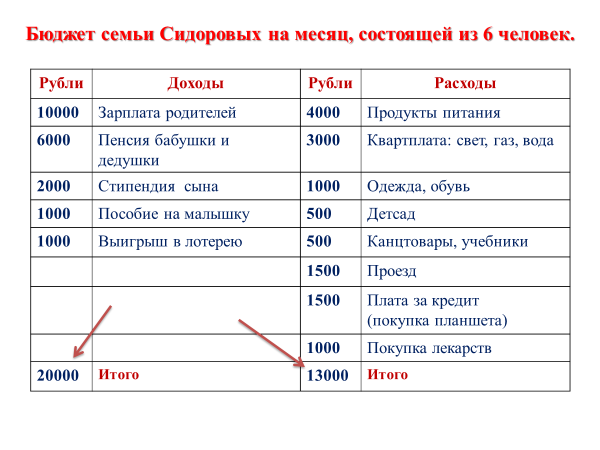 Бюджет семьи Сидоровых на месяц, состоящей из 6 человек.
Рубли Доходы Рубли Расходы
10000 Зарплата родителей 4000 Продукты питания
6000 Пенсия бабушки и 3000 Квартплата: свет, газ, вода
дедушки
2000 Стипендия сына 1000 Одежда, обувь
1000 Пособие на малышку 500 Детсад
1000 Выигрыш в лотерею 500 Канцтовары, учебники
1500 Проезд
1500 Плата за кредит
(покупка планшета)
1000 Покупка лекарств
20000 Итого 13000 Итого